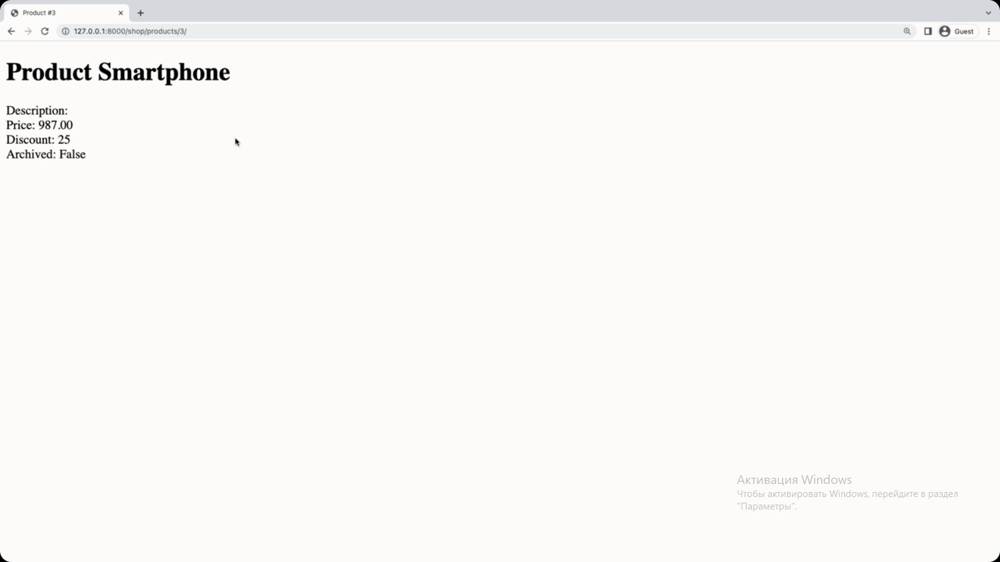 Product #3
127.0.0.1:8000/shop/products/3/
Guest
Product Smartphone
Description:
Price: 987.00
Discount: 25
Archived: False
Активация Windows
Чтобы активировать Windows, перейдите в раздел
"Параметры".